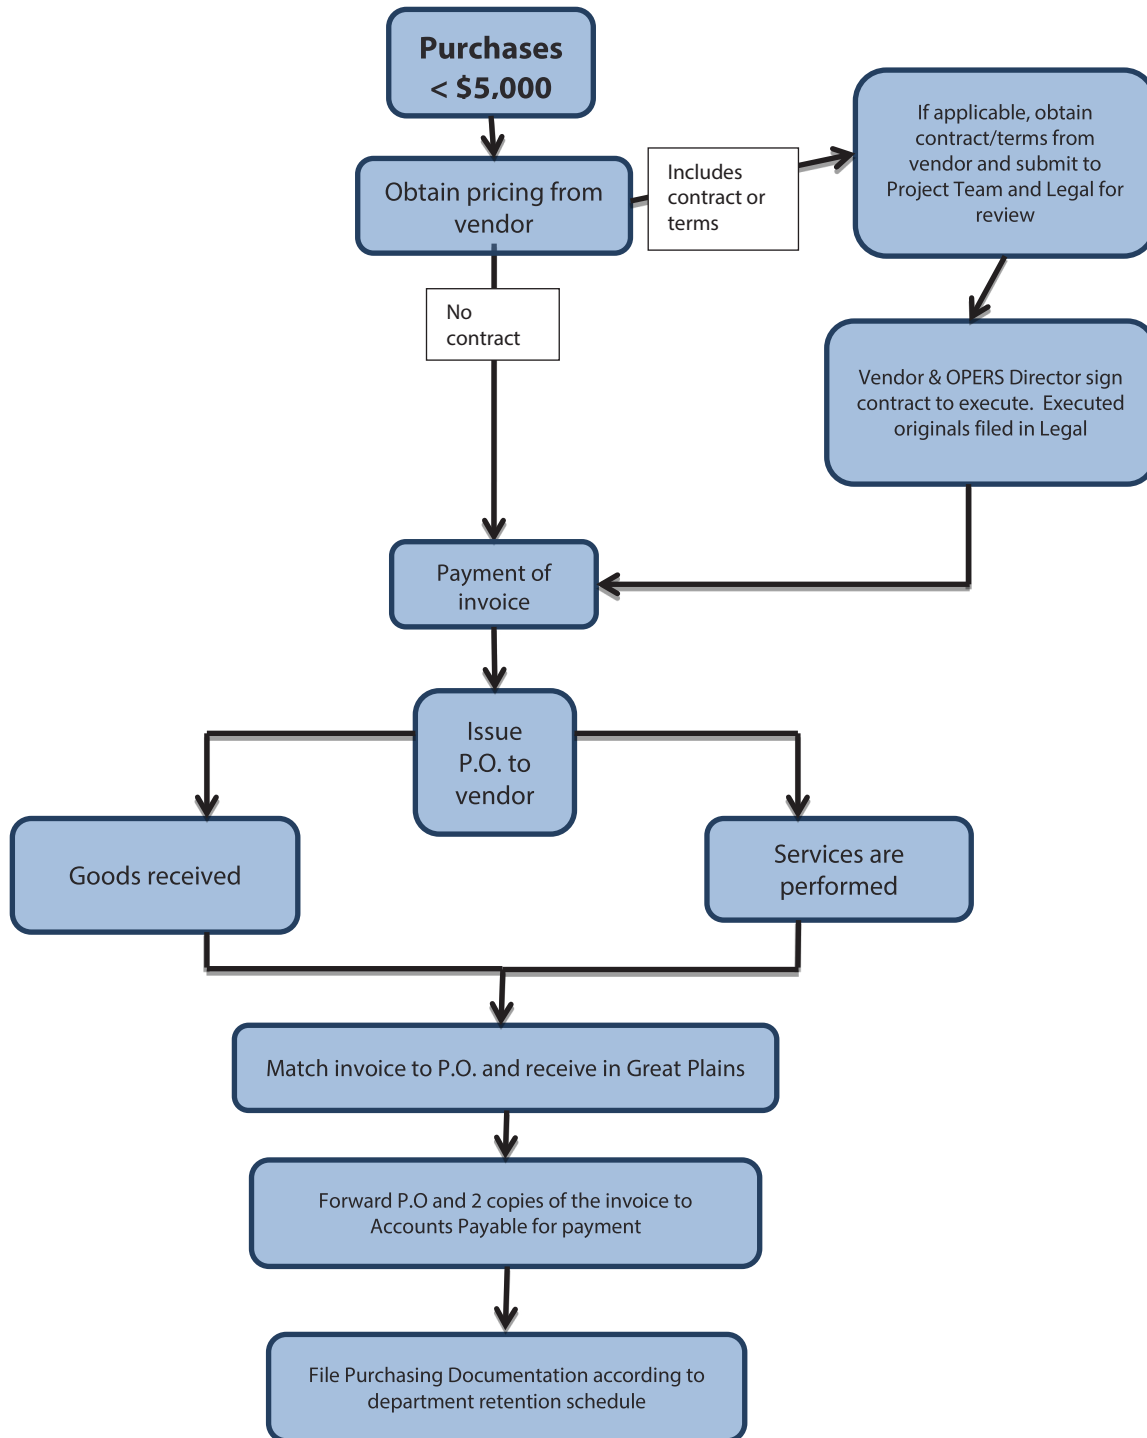 Purchases
< $5,000
Obtain pricing from
vendor
Includes
contract or
terms
If applicable, obtain
contract/terms from
vendor and submit to
Project Team and Legal for
review
No
contract
Vendor & OPERS Director sign
contract to execute.  Executed
originals filed in Legal
Payment of
invoice
Issue
P.O. to
vendor
Goods received
Services are
performed
Match invoice to P.O. and receive in Great Plains
Forward P.O and 2 copies of the invoice to
Accounts Payable for payment
File Purchasing Documentation according to
department retention schedule